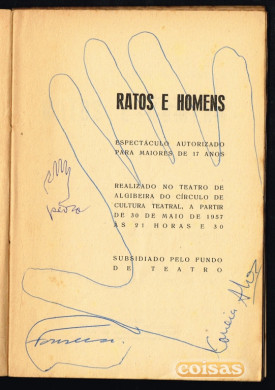 RATOS E HOMENS
ESPECTÁCULO AUTORIZADO
PARA MAIORES DE 17 ANOS
REALIZADO NO TEATRO DE
ALGIBEIRA DO CÍRCULO DE
CULTURA TEATRAL, A PARTIR
DE 30 DE MAIO DE 1957
ÀS 21 HORAS E 30
pedro
SUBSIDIADO PELO FUNDO
DE TEATRO
coisas